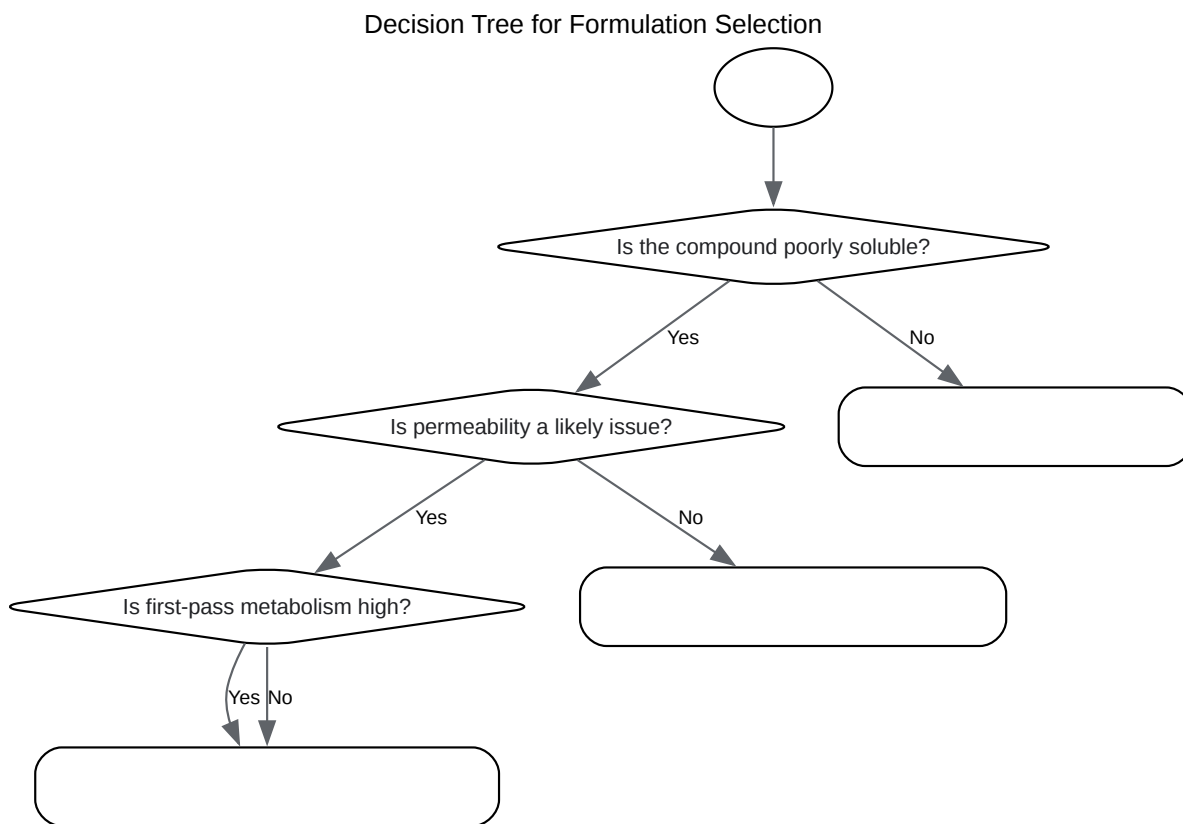 Decision Tree for Formulation Selection
Is the compound poorly soluble?
Yes
No
Is permeability a likely issue?
Yes
No
Is first-pass metabolism high?
Yes
No